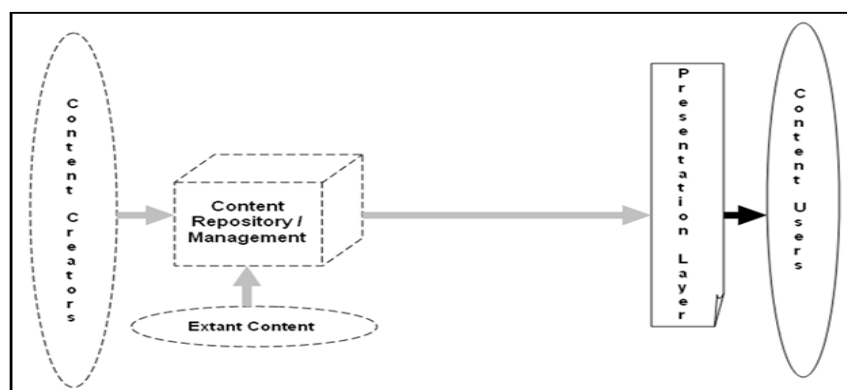 Content Creators
Content
Repository /
Management
Extant Content
Presentation Layer
Content Users